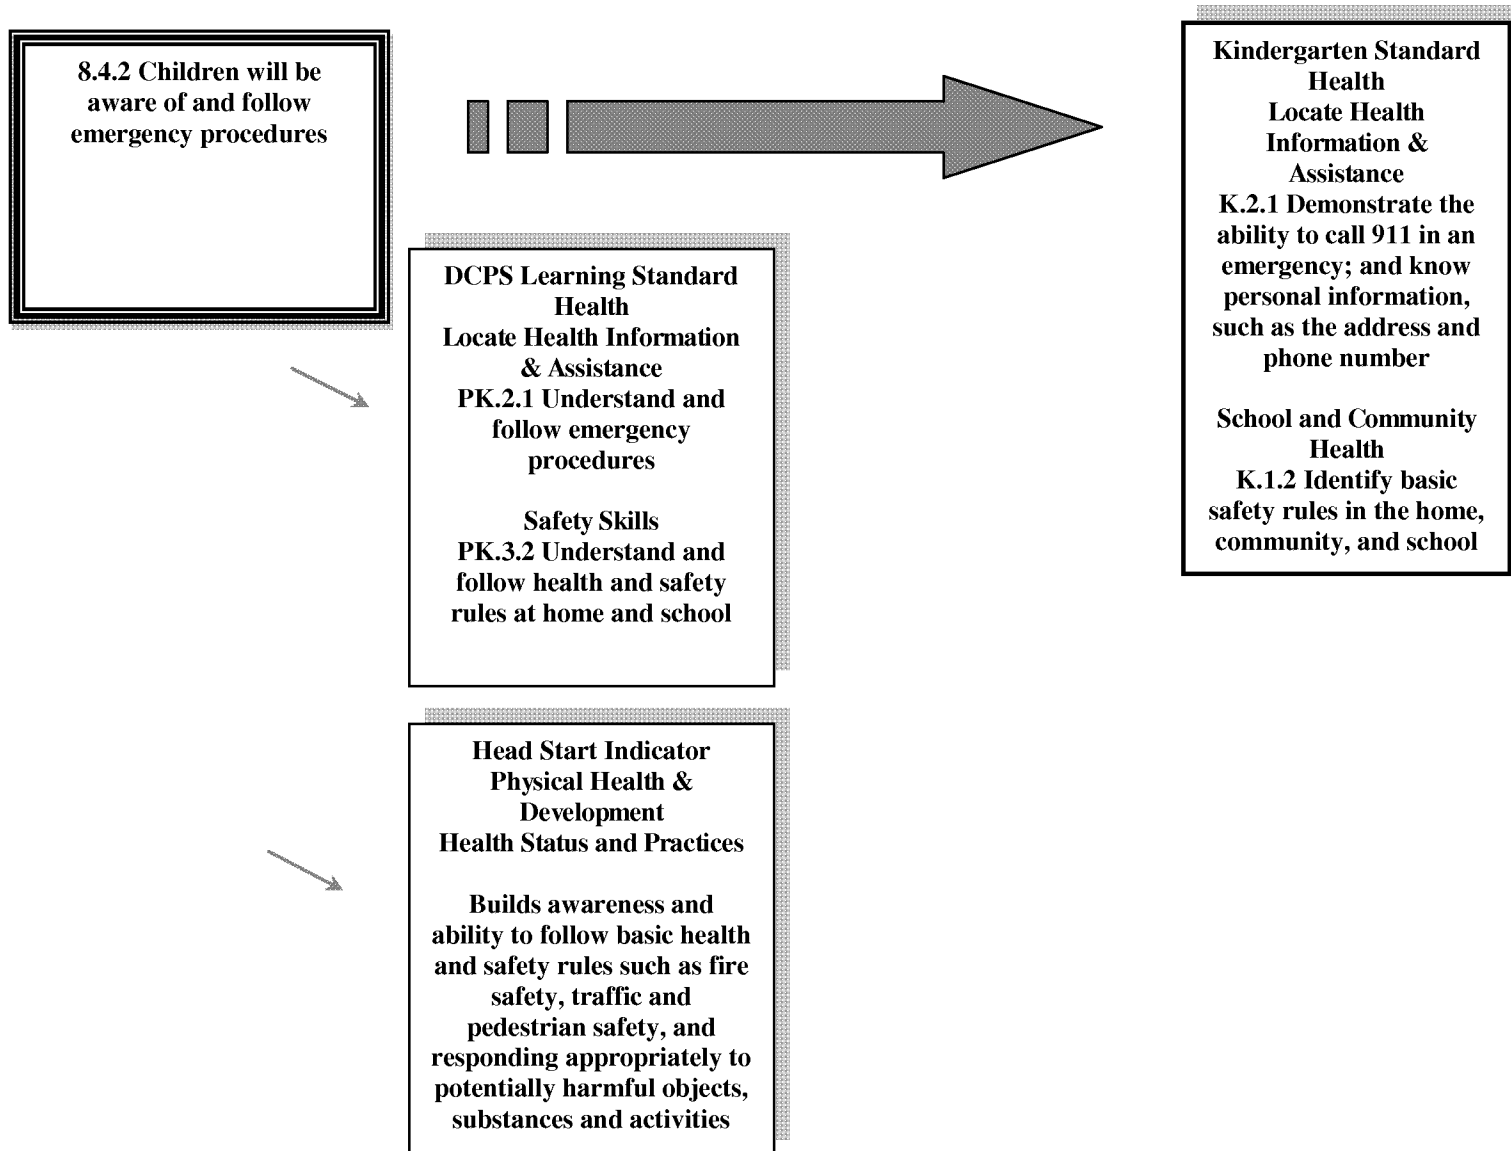 8.4.2 Children will be
aware of and follow
emergency procedures
DCPS Learning Standard
Health
Locate Health Information
& Assistance
PK.2.1 Understand and
follow emergency
procedures
Safety Skills
PK.3.2 Understand and
follow health and safety
rules at home and school
Head Start Indicator
Physical Health &
Development
Health Status and Practices
Builds awareness and
ability to follow basic health
and safety rules such as fire
safety, traffic and
pedestrian safety, and
responding appropriately to
potentially harmful objects,
substances and activities
Kindergarten Standard
Health
Locate Health
Information &
Assistance
K.2.1 Demonstrate the
ability to call 911 in an
emergency; and know
personal information,
such as the address and
phone number
School and Community
Health
K.1.2 Identify basic
safety rules in the home,
community, and school